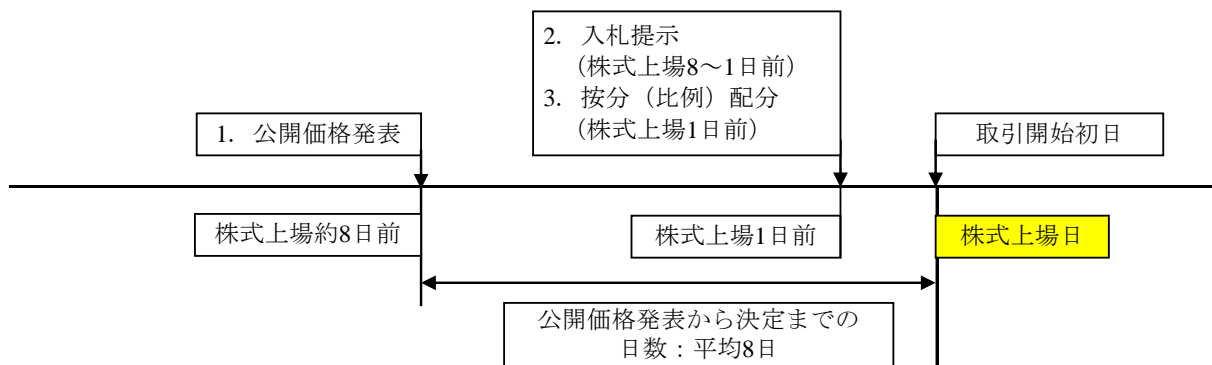 2. 入札提示
（株式上場8～1日前）
3. 按分（比例）配分
（株式上場1日前）
1. 公開価格発表
取引開始初日
株式上場約8日前
株式上場1日前
株式上場日
公開価格発表から決定までの
日数：平均8日